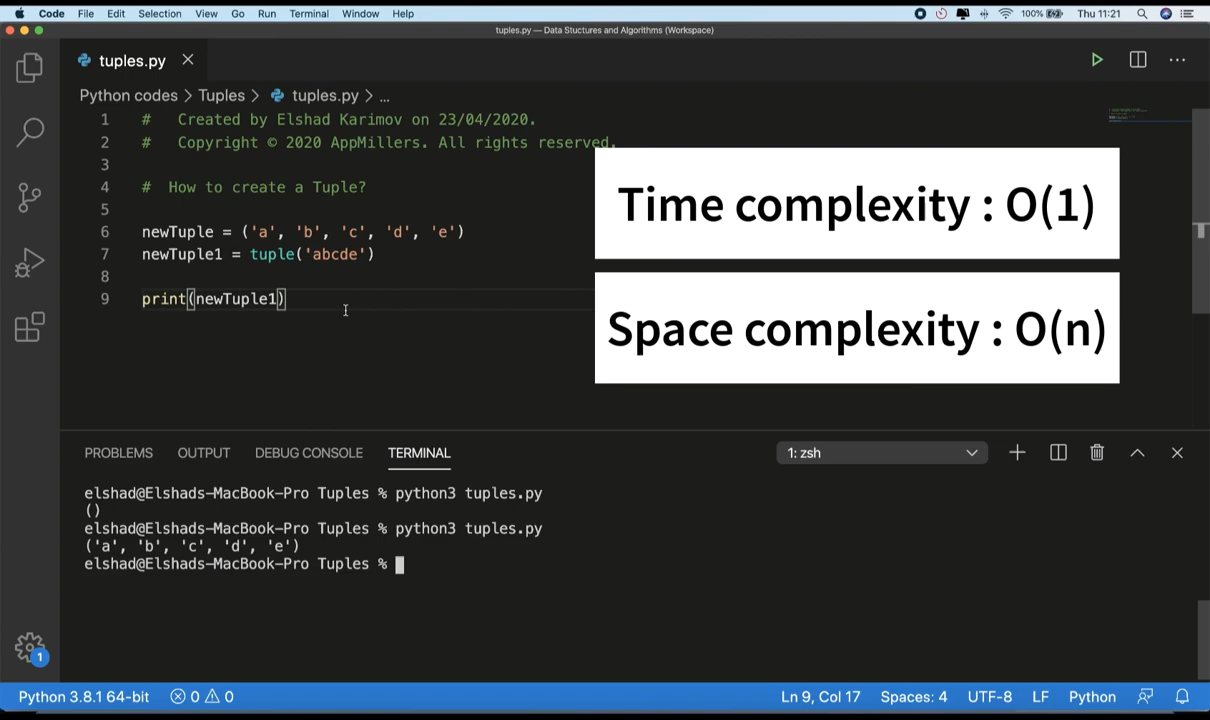 Code File Edit Selection View Go Run Terminal Window Help 100% Thu 11:21
tuples.py — Data Stuctures and Algorithms (Workspace)
tuples.py
Python codes > Tuples > tuples.py > ...
1 # Created by Elshad Karimov on 23/04/2020.
2 # Copyright © 2020 AppMillers. All rights reserved.
3
4 # How to create a Tuple?
5
6 newTuple = ('a', 'b', 'c', 'd', 'e')
7 newTuple1 = tuple('abcde')
8
9 print(newTuple1)
Time complexity : O(1)
Space complexity : O(n)
PROBLEMS OUTPUT DEBUG CONSOLE TERMINAL 1: zsh
elshad@Elshads-MacBook-Pro Tuples % python3 tuples.py
()
elshad@Elshads-MacBook-Pro Tuples % python3 tuples.py
('a', 'b', 'c', 'd', 'e')
elshad@Elshads-MacBook-Pro Tuples %
1
Python 3.8.1 64-bit 0 0 Ln 9, Col 17 Spaces: 4 UTF-8 LF Python